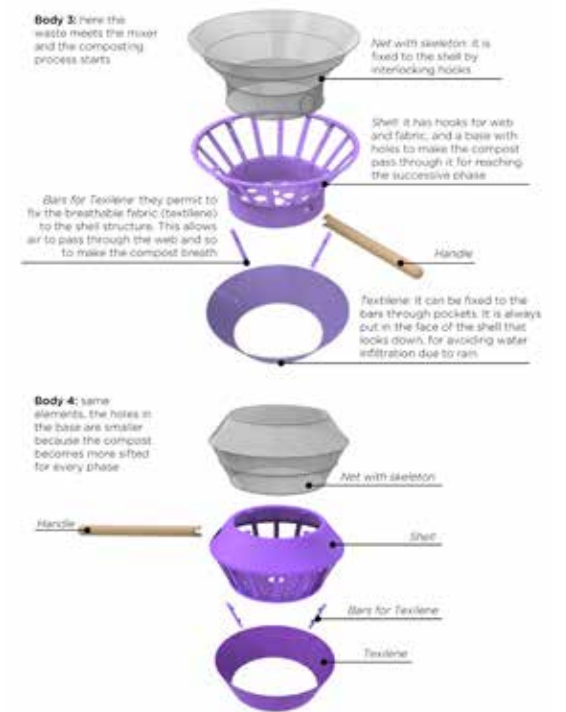 Body 3: here the
waste meets the mixer
and the composting
process starts
Net with skeleton: it is
fixed to the shell by
interlocking hooks
Shell: it has hooks for web
and fabric, and a base with
holes to make the compost
pass through it for reaching
the successive phase
Bars for Texilene: they permit to
fix the breathable fabric (textilene)
to the shell structure. This allows
air to pass through the web and so
to make the compost breath
Handle
Textilene: it can be fixed to the
bars through pockets. It is always
put in the face of the shell that
looks down, for avoiding water
infiltration due to rain
Body 4: same
elements, the holes in
the base are smaller
because the compost
becomes more sifted
for every phase
Net with skeleton
Handle
Shell
Bars for Texilene
Texilene